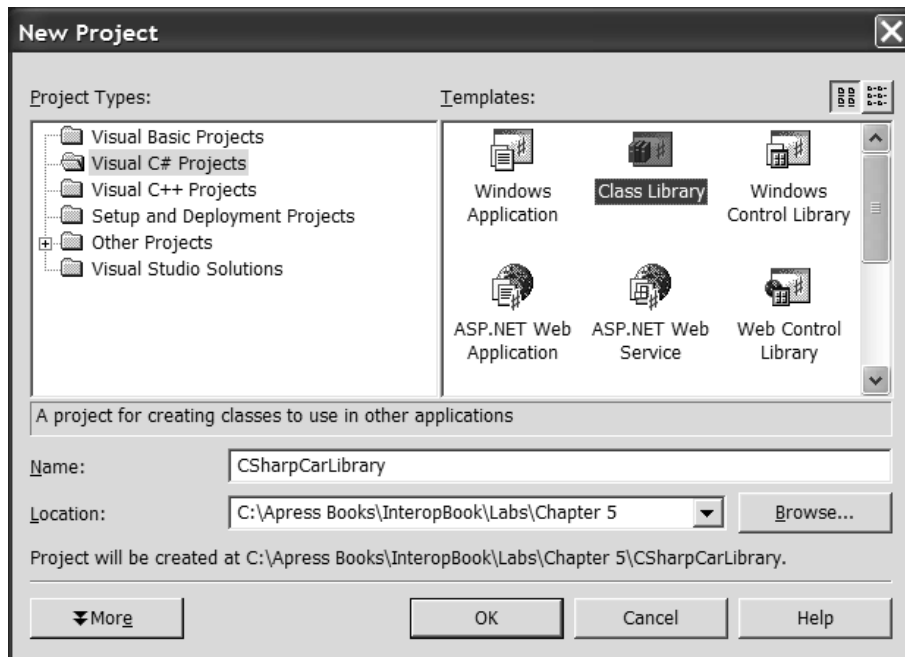 New Project
Project Types:
Templates:
Visual Basic Projects
Visual C# Projects
Visual C++ Projects
Setup and Deployment Projects
Other Projects
Visual Studio Solutions
Windows
Application
Class Library
Windows
Control Library
ASP.NET Web
Application
ASP.NET Web
Service
Web Control
Library
A project for creating classes to use in other applications
Name:
CSharpCarLibrary
Location:
C:\Apress Books\InteropBook\Labs\Chapter 5
Browse...
Project will be created at C:\Apress Books\InteropBook\Labs\Chapter 5\CSharpCarLibrary.
More
OK
Cancel
Help